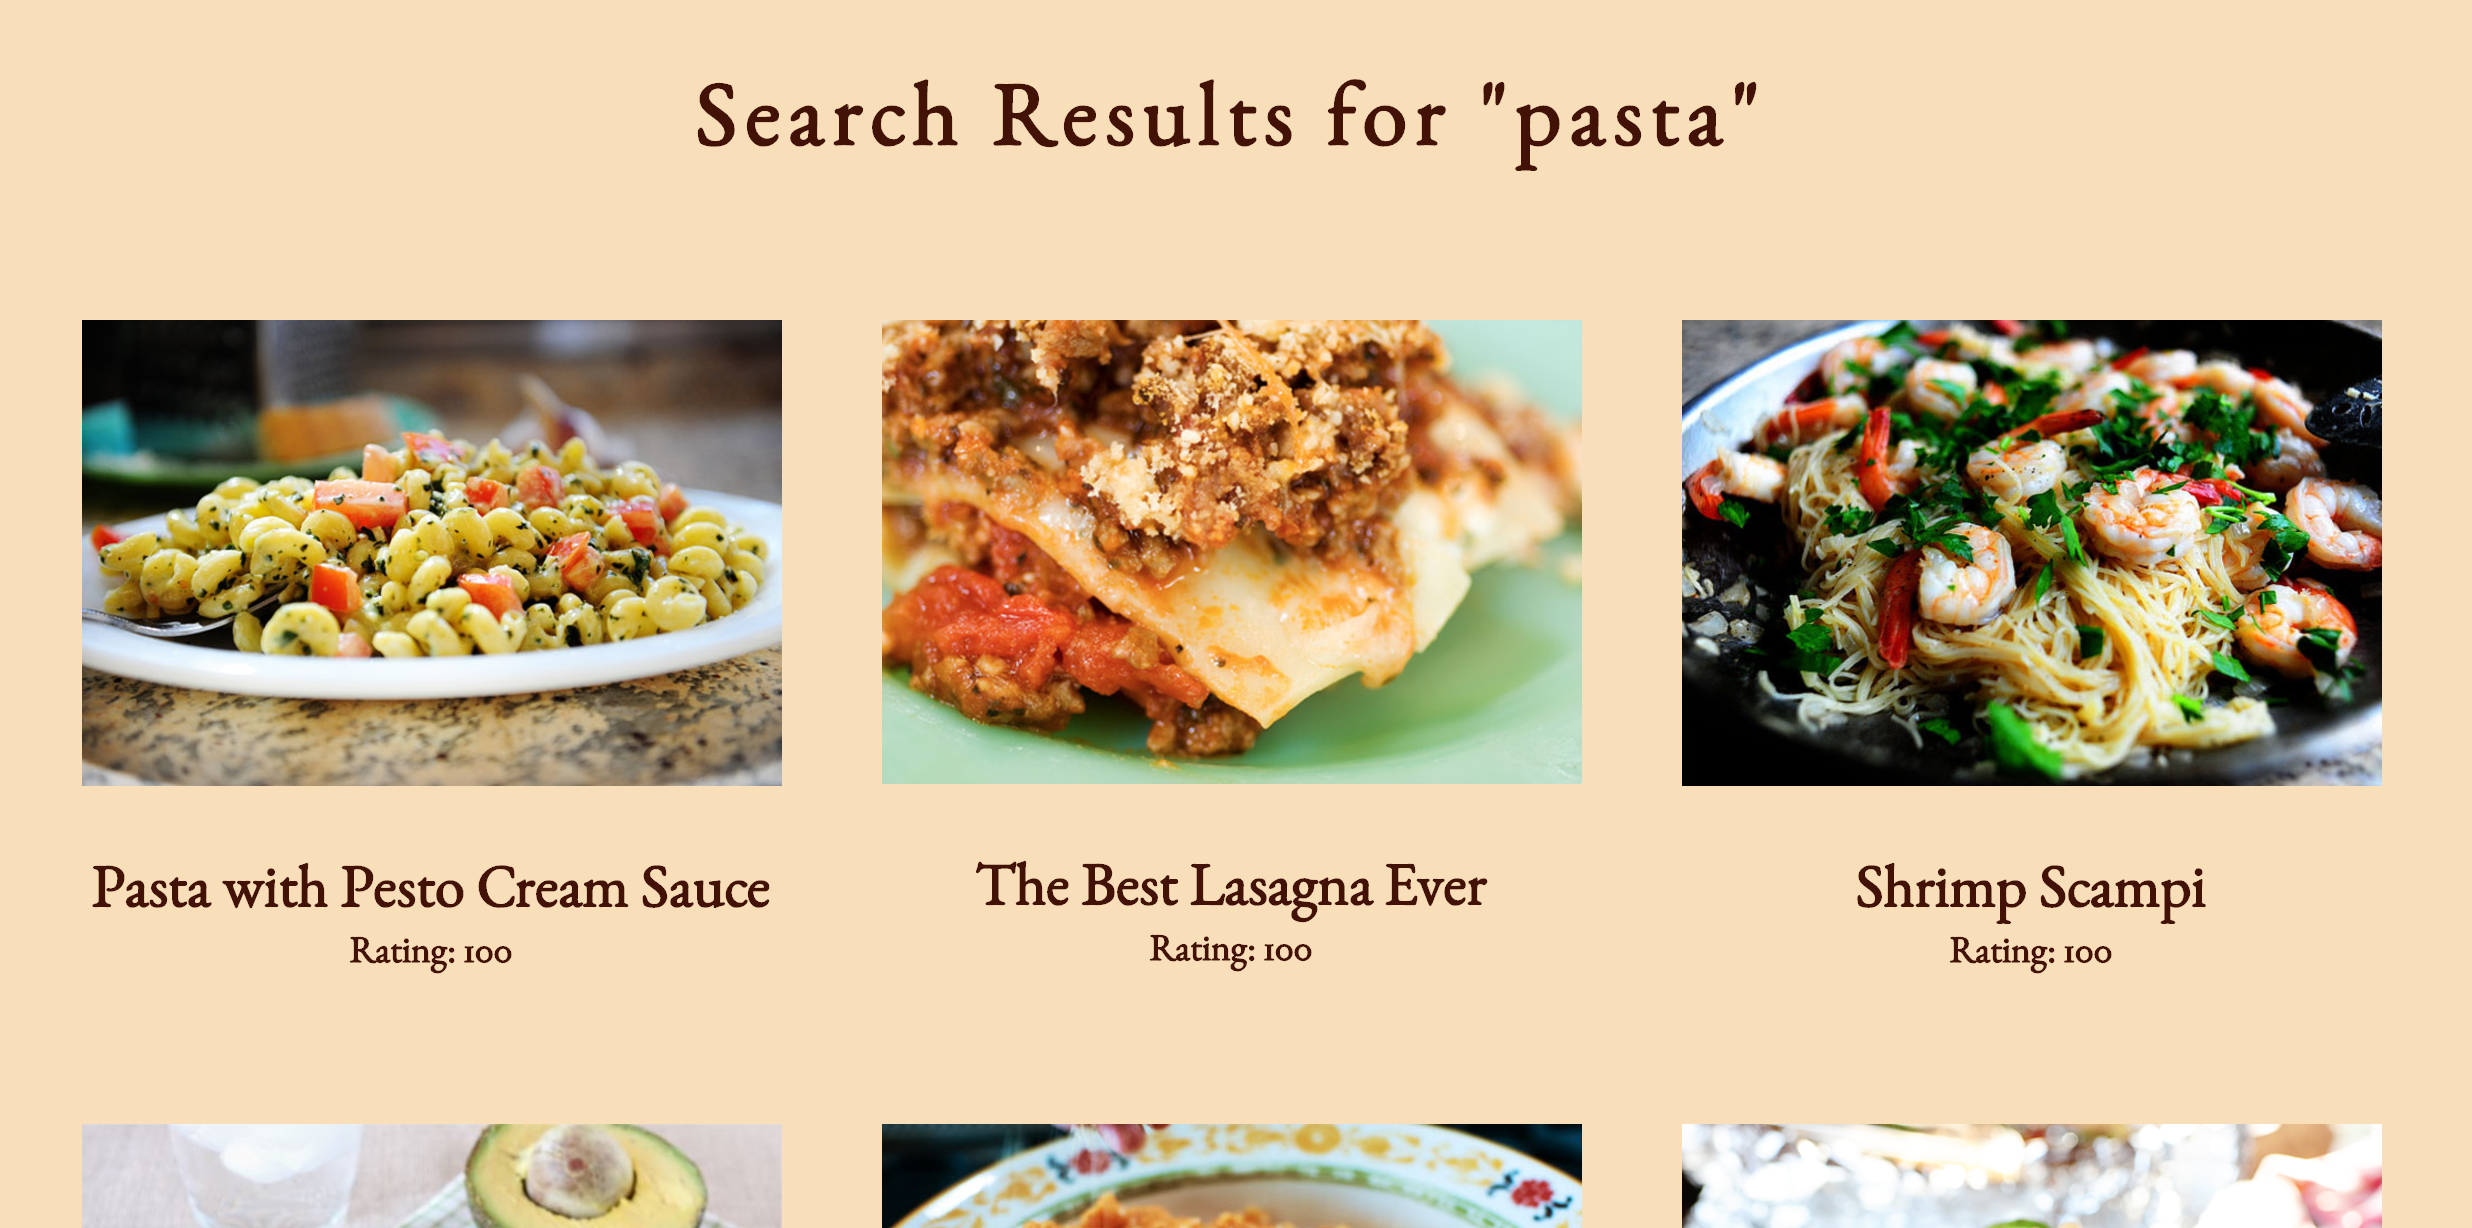 Search Results for "pasta"
Pasta with Pesto Cream Sauce
Rating: 100
The Best Lasagna Ever
Rating: 100
Shrimp Scampi
Rating: 100